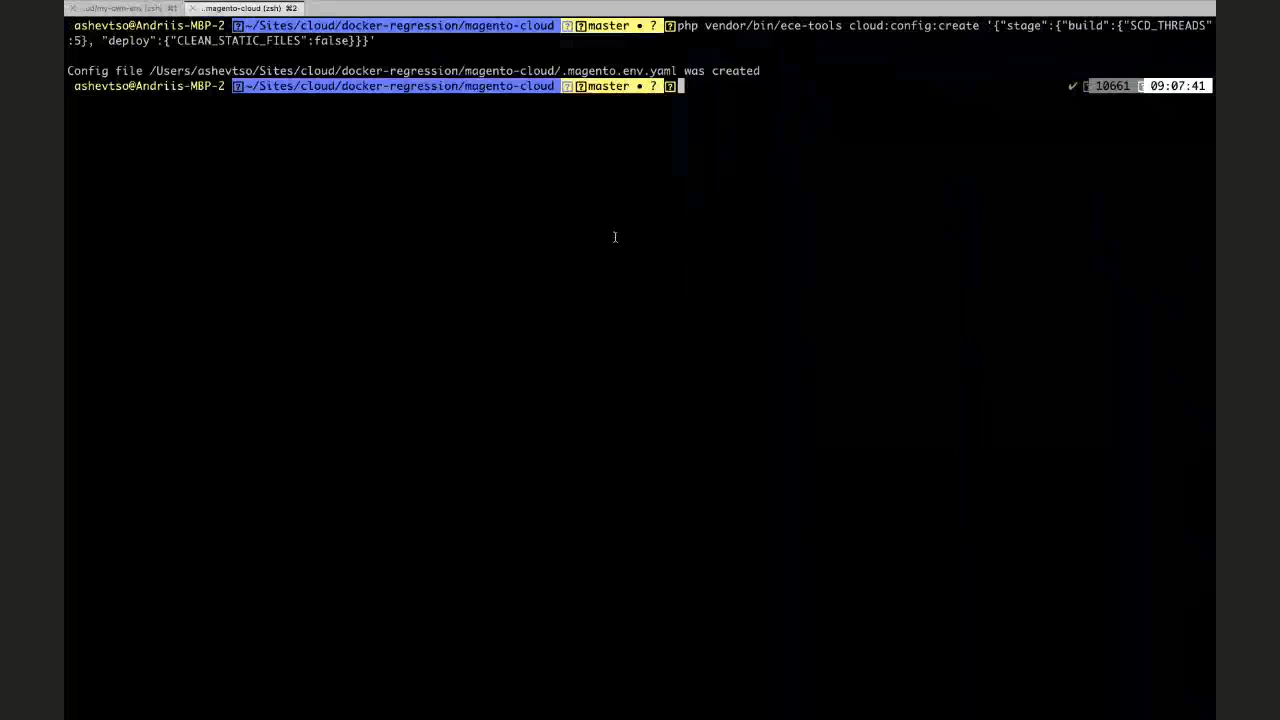 ..ud/my-own-env (zsh) ⌘1 ..magento-cloud (zsh) ⌘2
ashevtso@Andriis-MBP-2 ~/Sites/cloud/docker-regression/magento-cloud master • ? php vendor/bin/ece-tools cloud:config:create '{"stage":{"build":{"SCD_THREADS"
:5}, "deploy":{"CLEAN_STATIC_FILES":false}}}'
Config file /Users/ashevtso/Sites/cloud/docker-regression/magento-cloud/.magento.env.yaml was created
ashevtso@Andriis-MBP-2 ~/Sites/cloud/docker-regression/magento-cloud master • ? ✔ 10661 09:07:41